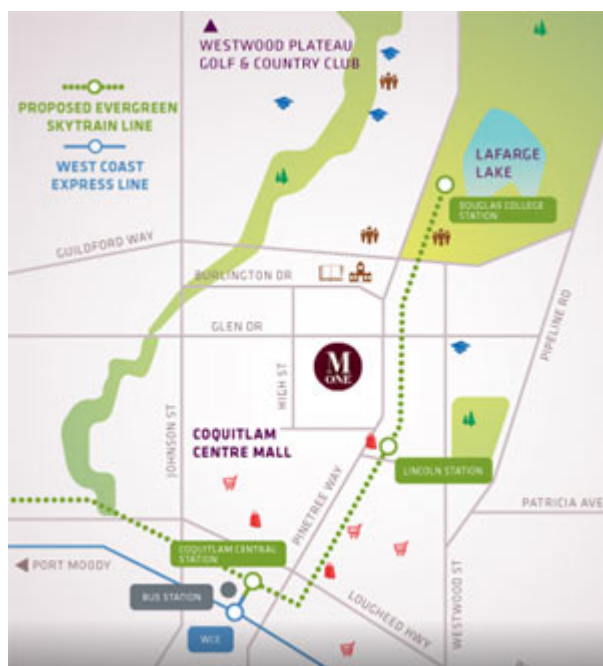 WESTWOOD PLATEAU
GOLF & COUNTRY CLUB
PROPOSED EVERGREEN
SKYTRAIN LINE
WEST COAST
EXPRESS LINE
LAFARGE
LAKE
DOUGLAS COLLEGE
STATION
GUILDFORD WAY
BURLINGTON DR
PIPELINE RD
GLEN DR
M
ONE
HIGH ST
JOHNSON ST
COQUITLAM
CENTRE MALL
LINCOLN STATION
PINETREE WAY
PATRICIA AVE
COQUITLAM CENTRAL
STATION
PORT MOODY
BUS STATION
WCE
LOUGHEED HWY
WESTWOOD ST